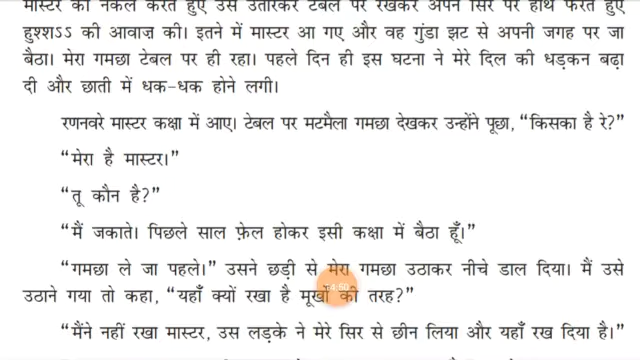 मास्टर की नकल करते हुए उसे उतारकर टेबल पर रखकर अपने सिर पर हाथ फेरते हुए
हुश्शऽऽ की आवाज़ की। इतने में मास्टर आ गए और वह गुंडा झट से अपनी जगह पर जा
बैठा। मेरा गमछा टेबल पर ही रहा। पहले दिन ही इस घटना ने मेरे दिल की धड़कन बढ़ा
दी और छाती में धक-धक होने लगी।
रणनवरे मास्टर कक्षा में आए। टेबल पर मटमैला गमछा देखकर उन्होंने पूछा, “किसका है रे?”
“मेरा है मास्टर।”
“तू कौन है?”
“मैं जकाते। पिछले साल फ़ेल होकर इसी कक्षा में बैठा हूँ।”
“गमछा ले जा पहले।” उसने छड़ी से मेरा गमछा उठाकर नीचे डाल दिया। मैं उसे
उठाने गया तो कहा, “यहाँ क्यों रखा है मूर्खों की तरह?”
“मैंने नहीं रखा मास्टर, उस लड़के ने मेरे सिर से छीन लिया और यहाँ रख दिया है।”